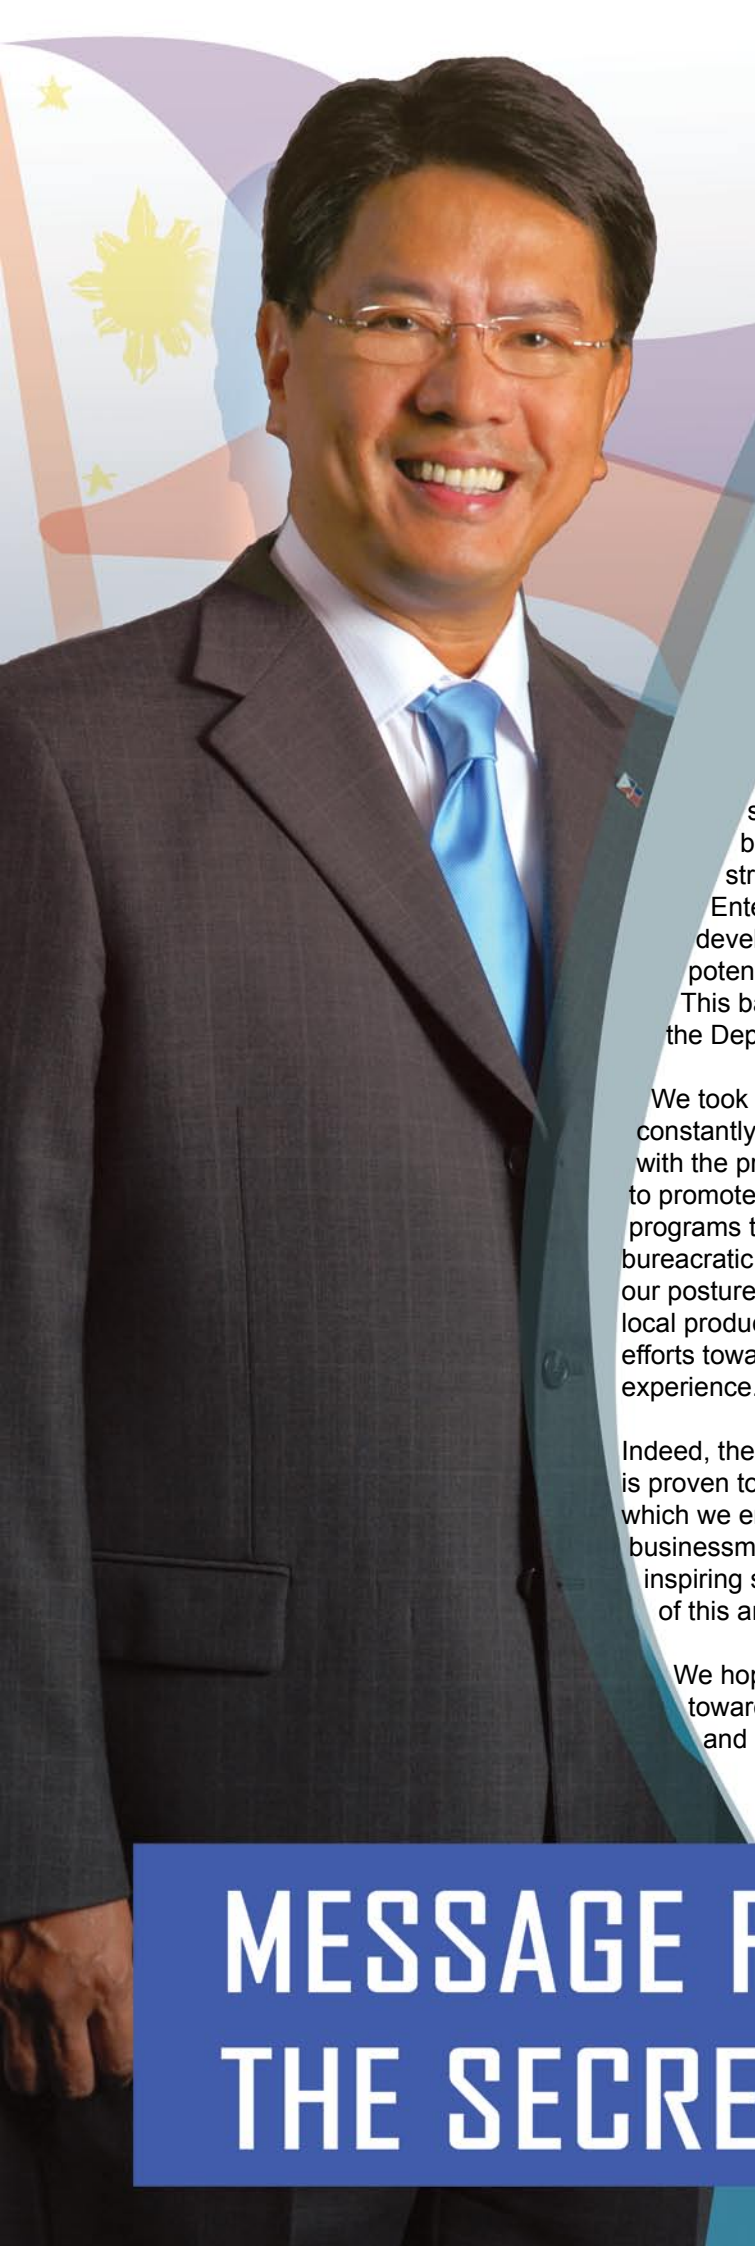 str
Ente
devel
poten
This ba
the Dep
We took
constantly
with the pr
to promote
programs t
bureacratic
our posture
local produc
efforts towa
experience.
Indeed, the
is proven to
which we e
businessm
inspiring s
of this ar
We hop
toward
and
MESSAGE F
THE SECRE